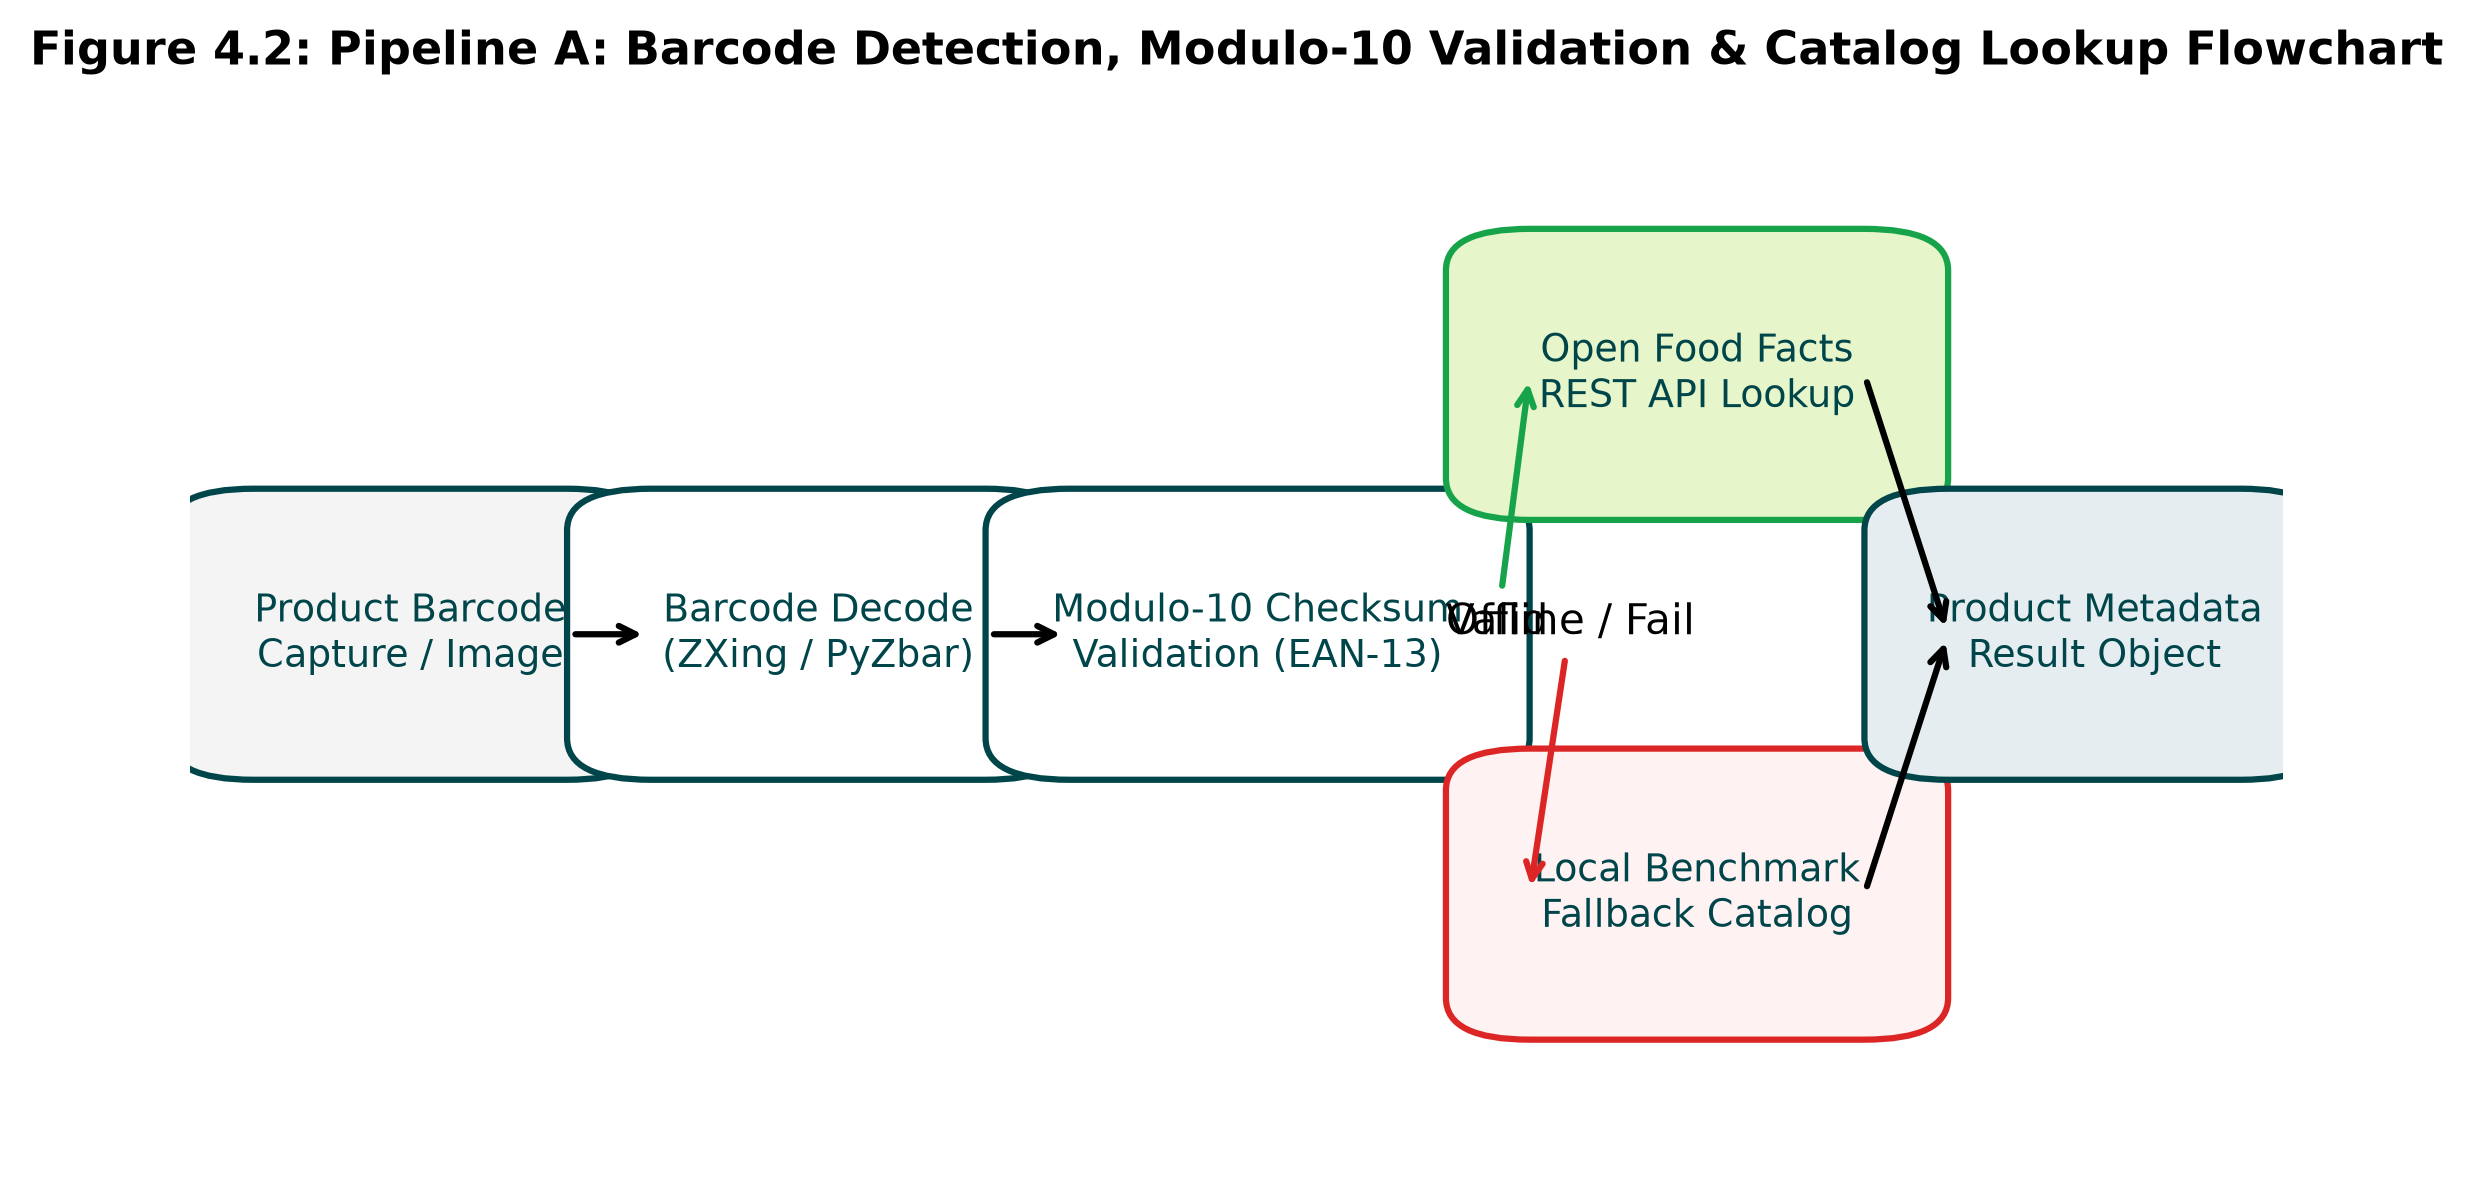 Figure 4.2: Pipeline A: Barcode Detection, Modulo-10 Validation & Catalog Lookup Flowchart
Open Food Facts
REST API Lookup
Product Barcode
Capture / Image
Barcode Decode
(ZXing / PyZbar)
Modulo-10 Checksum
Validation (EAN-13)
Valid
Offline / Fail
Product Metadata
Result Object
Local Benchmark
Fallback Catalog